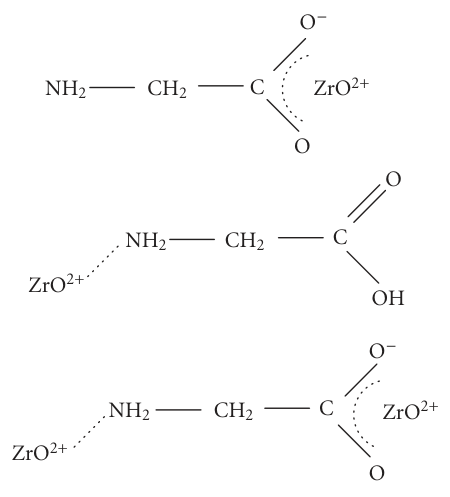 O⁻
NH₂ CH₂ C ZrO²⁺
O
O
NH₂ CH₂ C
ZrO²⁺
OH
O⁻
NH₂ CH₂ C ZrO²⁺
ZrO²⁺
O